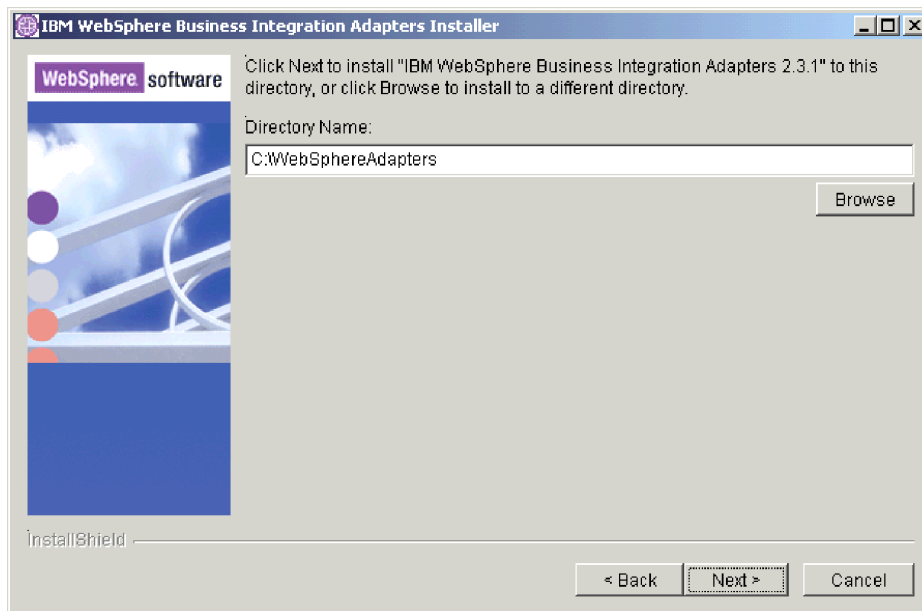 IBM WebSphere Business Integration Adapters Installer
WebSphere software
Click Next to install "IBM WebSphere Business Integration Adapters 2.3.1" to this
directory, or click Browse to install to a different directory.
Directory Name:
C:\WebSphereAdapters
Browse
InstallShield
< Back
Next >
Cancel